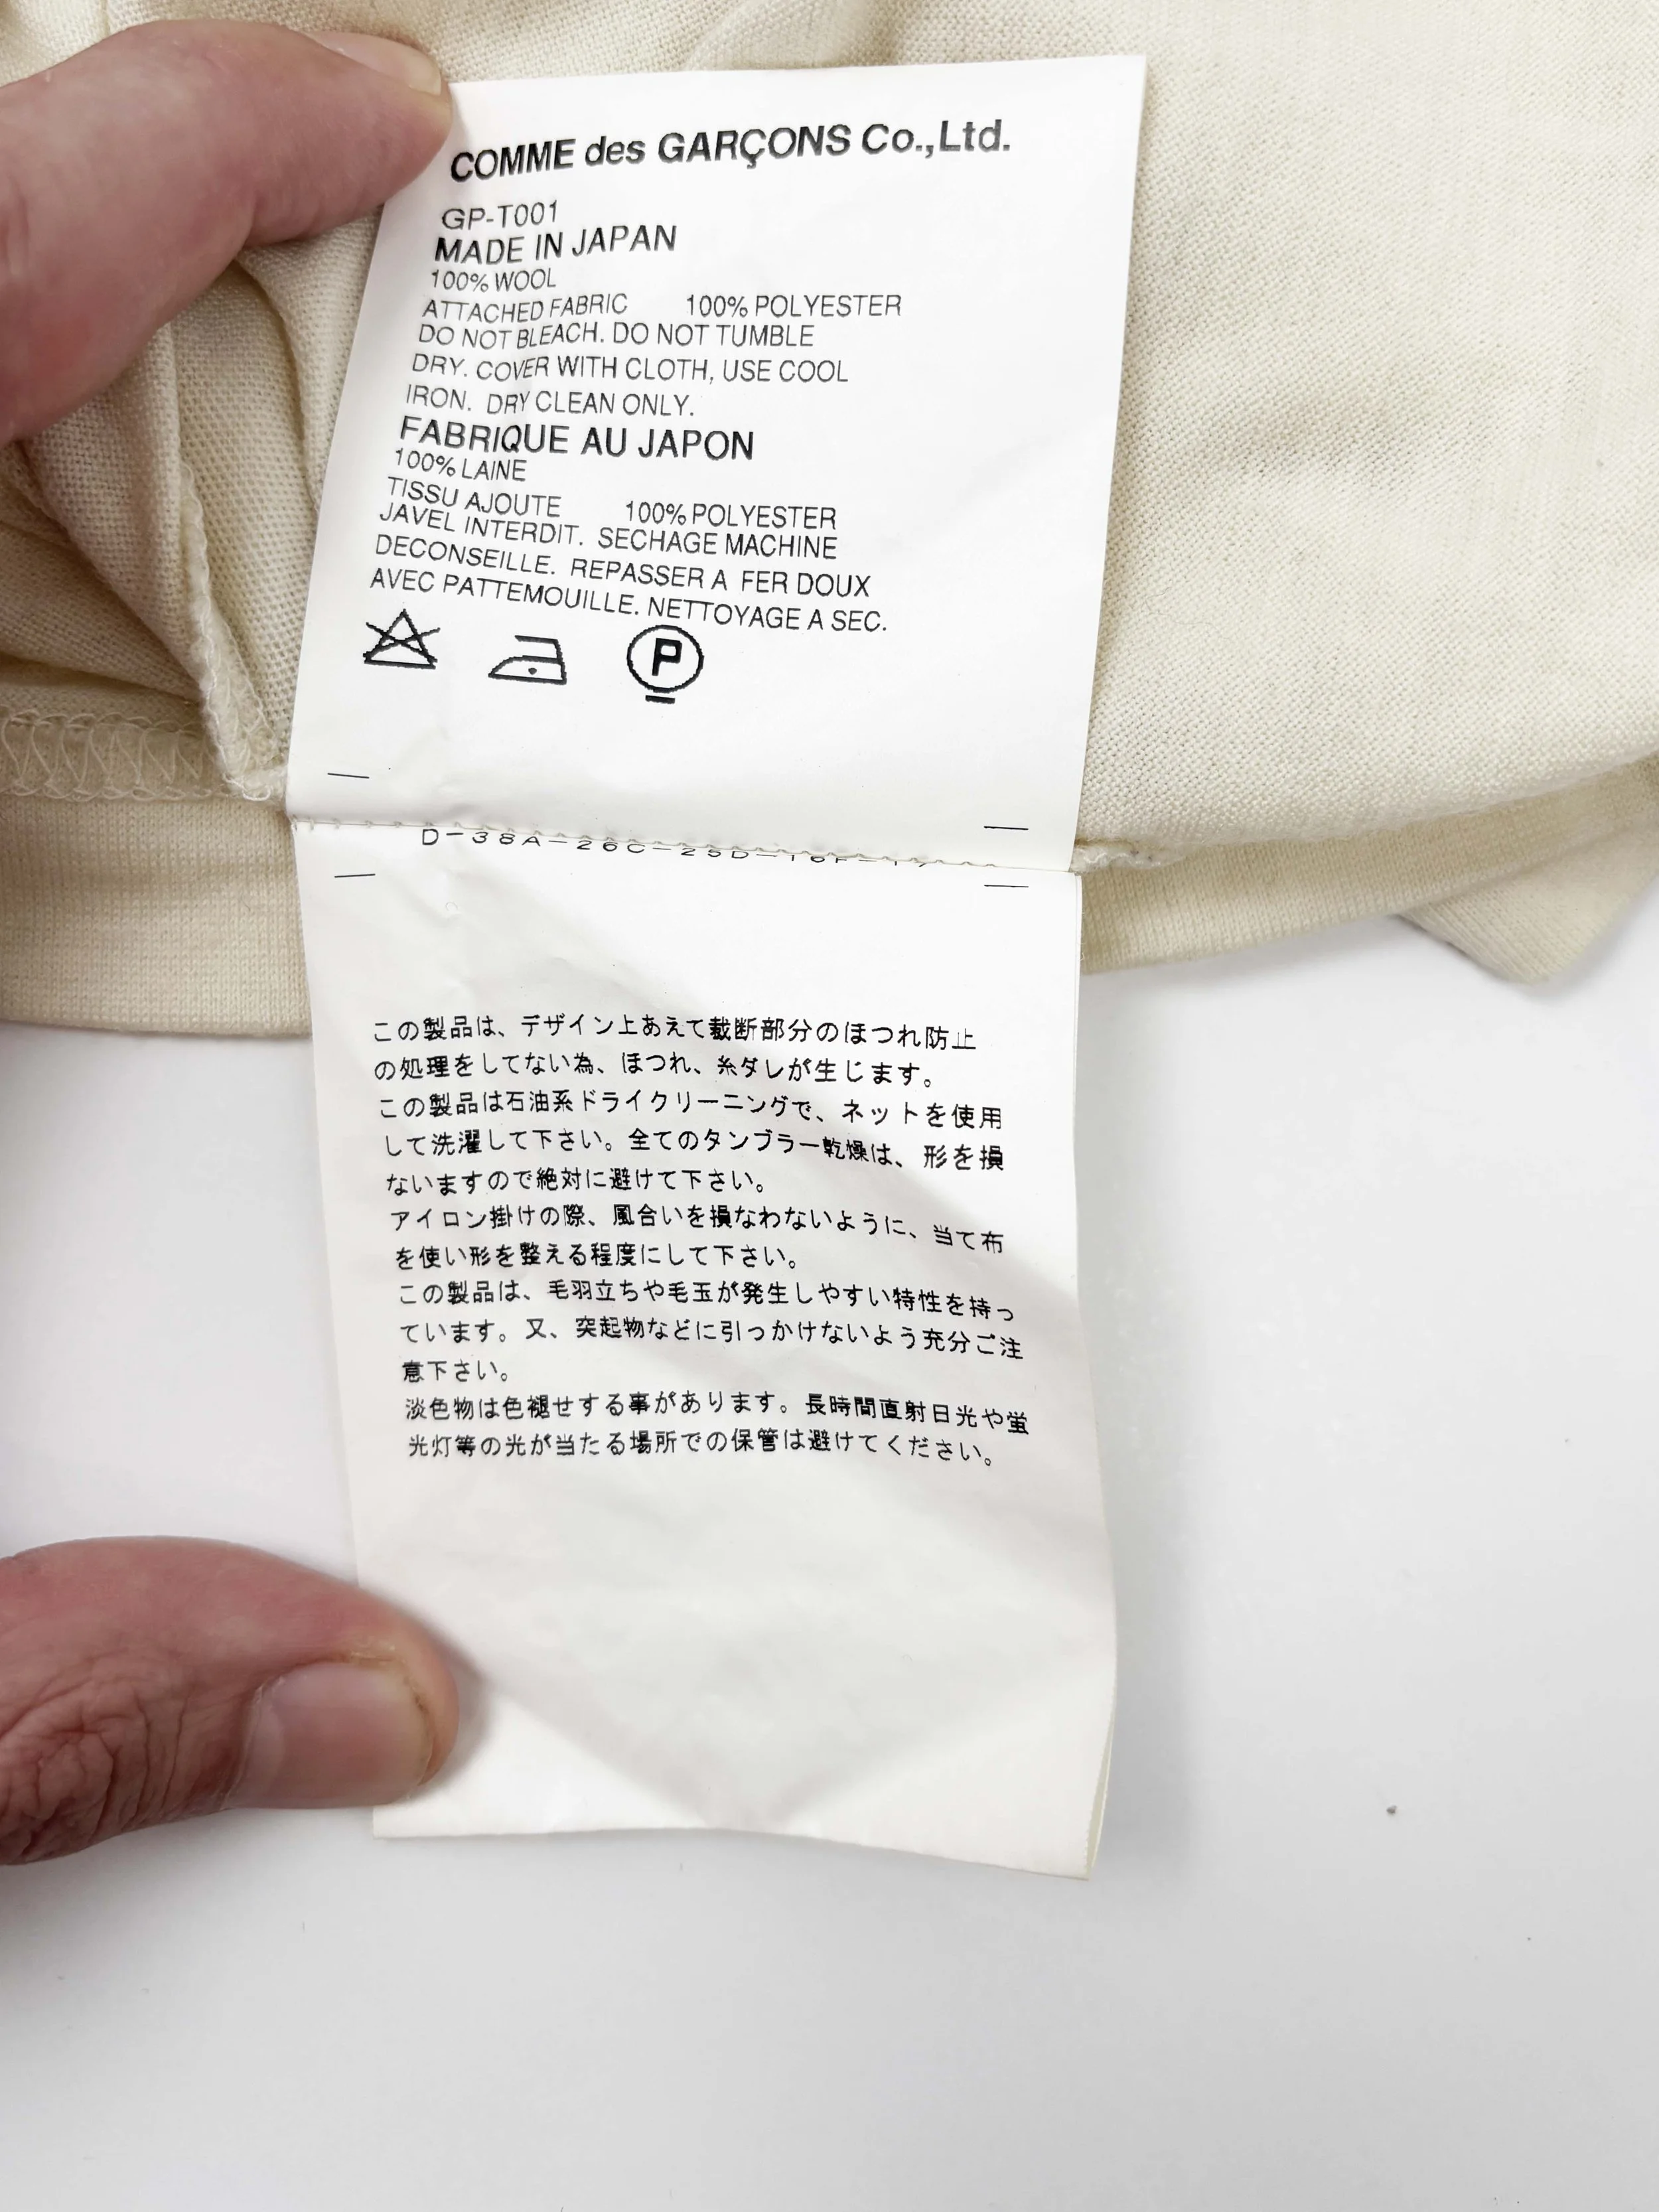 COMME des GARÇONS Co.,Ltd.
GP-T001
MADE IN JAPAN
100% WOOL
ATTACHED FABRIC 100% POLYESTER
DO NOT BLEACH. DO NOT TUMBLE
DRY. COVER WITH CLOTH, USE COOL
IRON. DRY CLEAN ONLY.
FABRIQUE AU JAPON
100% LAINE
TISSU AJOUTE 100% POLYESTER
JAVEL INTERDIT. SECHAGE MACHINE
DECONSEILLE. REPASSER A FER DOUX
AVEC PATTEMOUILLE. NETTOYAGE A SEC.
P
D-38A-26C-25D-
この製品は、デザイン上あえて裁断部分のほつれ防止
の処理をしてない為、ほつれ、糸ダレが生じます。
この製品は石油系ドライクリーニングで、ネットを使用
して洗濯して下さい。全てのタンブラー乾燥は、形を損
ないますので絶対に避けて下さい。
アイロン掛けの際、風合いを損なわないように、当て布
を使い形を整える程度にして下さい。
この製品は、毛羽立ちや毛玉が発生しやすい特性を持っ
ています。又、突起物などに引っかけないよう充分ご注
意下さい。
淡色物は色褪せする事があります。長時間直射日光や蛍
光灯等の光が当たる場所での保管は避けてください。